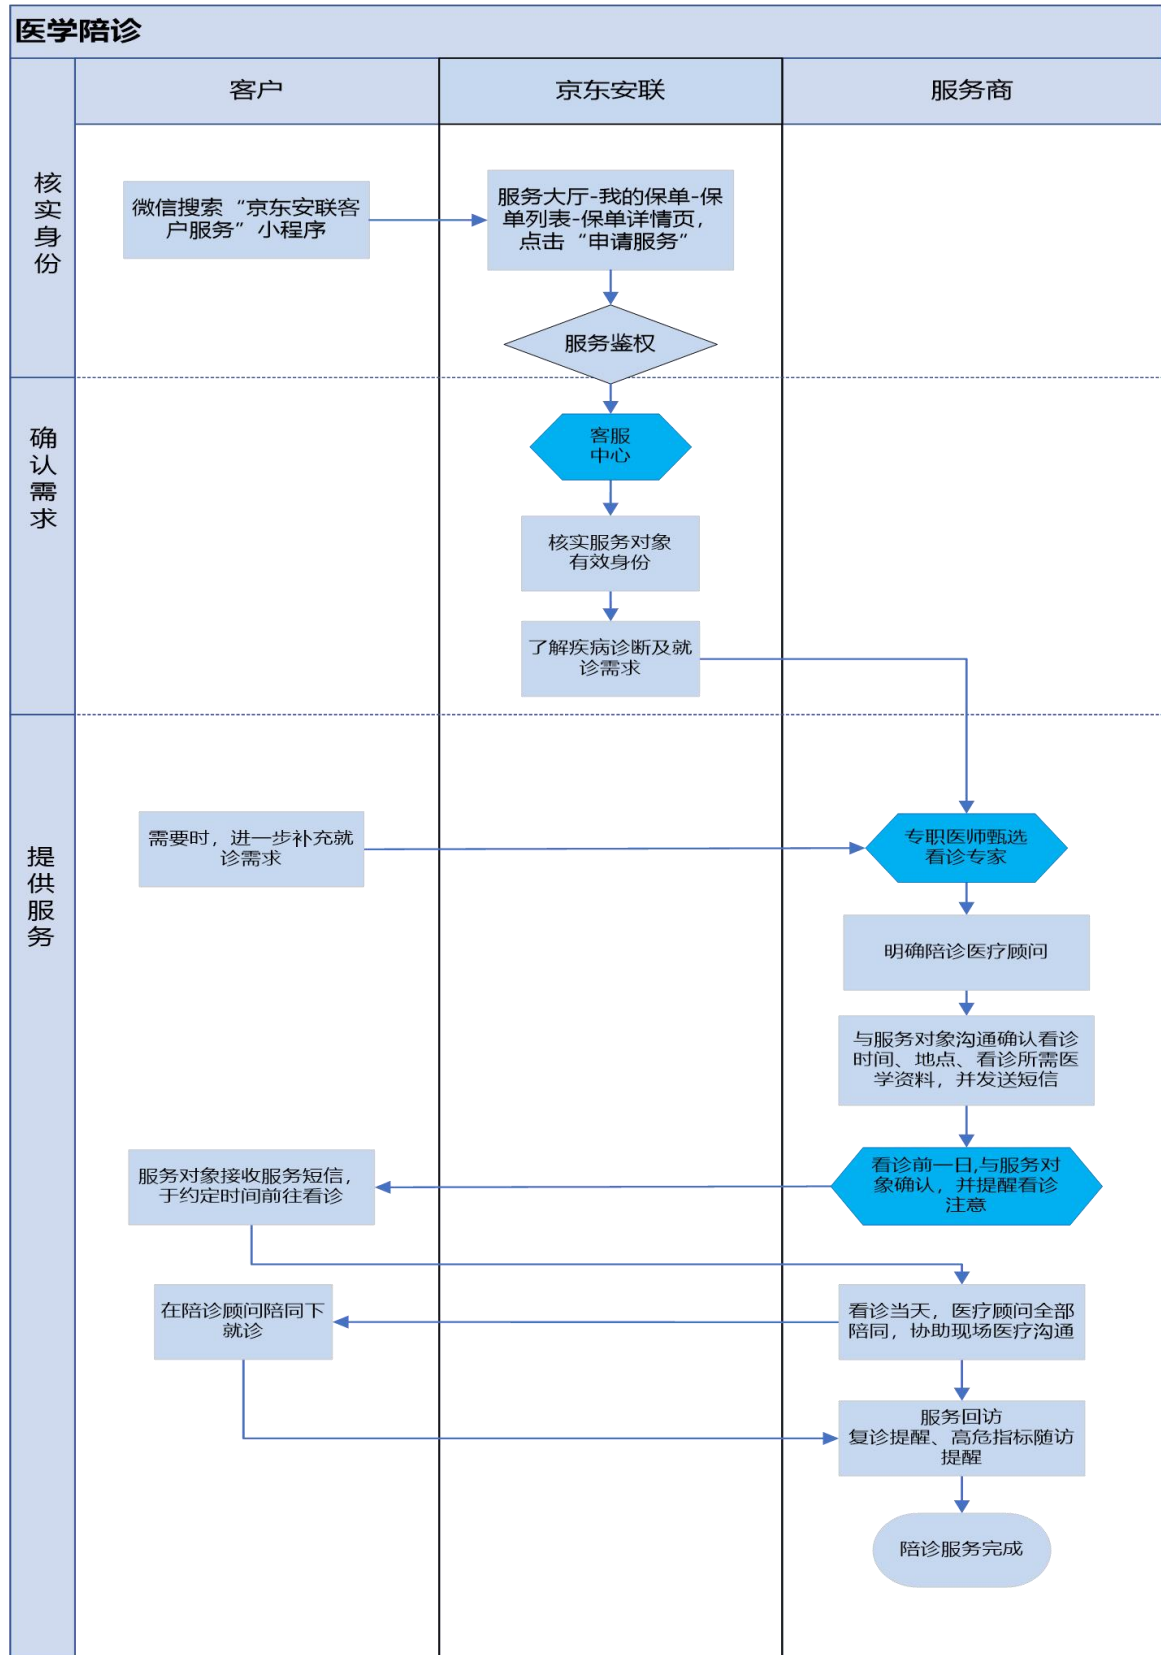 医学陪诊
客户
京东安联
服务商
核
实
身
份
微信搜索“京东安联客
户服务”小程序
服务大厅-我的保单-保
单列表-保单详情页，
点击“申请服务”
服务鉴权
确
认
需
求
客服
中心
核实服务对象
有效身份
了解疾病诊断及就
诊需求
提
供
服
务
需要时，进一步补充就
诊需求
专职医师甄选
看诊专家
明确陪诊医疗顾问
与服务对象沟通确认看诊
时间、地点、看诊所需医
学资料，并发送短信
服务对象接收服务短信，
于约定时间前往看诊
看诊前一日,与服务对
象确认，并提醒看诊
注意
在陪诊顾问陪同下
就诊
看诊当天，医疗顾问全部
陪同，协助现场医疗沟通
服务回访
复诊提醒、高危指标随访
提醒
陪诊服务完成